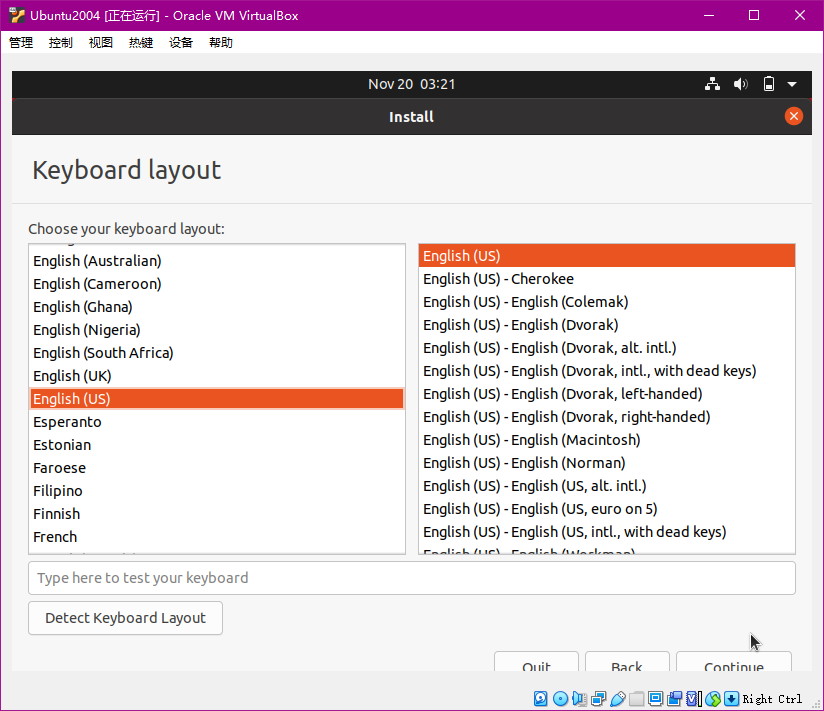 Ubuntu2004 [正在运行] - Oracle VM VirtualBox
管理 控制 视图 热键 设备 帮助
Nov 20 03:21
Install
Keyboard layout
Choose your keyboard layout:
English (Australian)
English (Cameroon)
English (Ghana)
English (Nigeria)
English (South Africa)
English (UK)
English (US)
Esperanto
Estonian
Faroese
Filipino
Finnish
French
English (US)
English (US) - Cherokee
English (US) - English (Colemak)
English (US) - English (Dvorak)
English (US) - English (Dvorak, alt. intl.)
English (US) - English (Dvorak, intl., with dead keys)
English (US) - English (Dvorak, left-handed)
English (US) - English (Dvorak, right-handed)
English (US) - English (Macintosh)
English (US) - English (Norman)
English (US) - English (US, alt. intl.)
English (US) - English (US, euro on 5)
English (US) - English (US, intl., with dead keys)
English (US) - English (Workman)
Type here to test your keyboard
Detect Keyboard Layout
Quit Back Continue
Right Ctrl